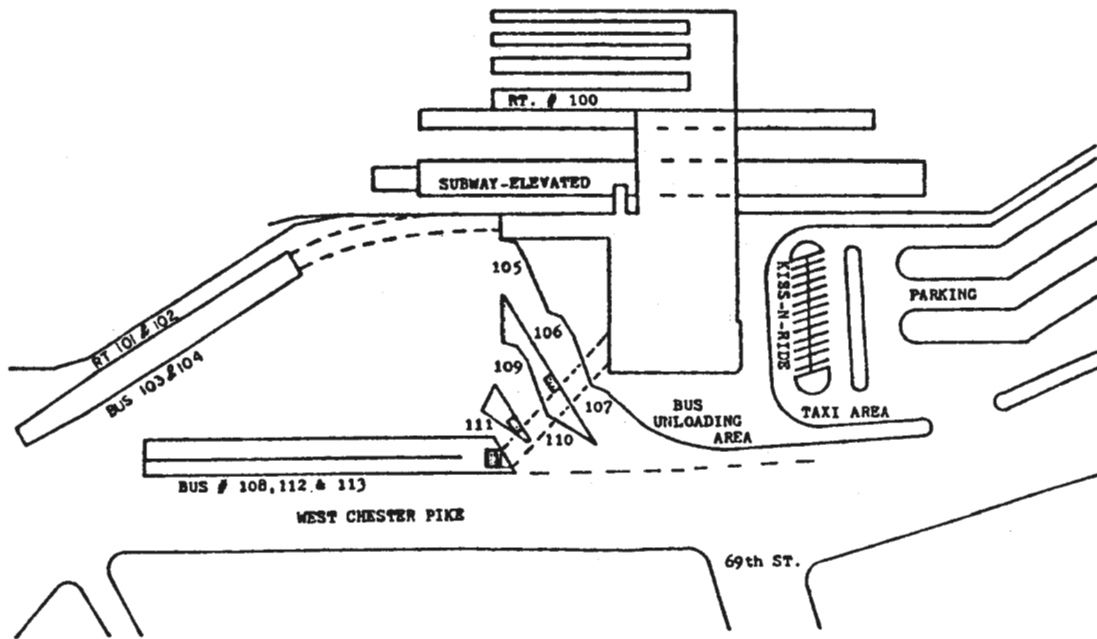 RT. # 100
SUBWAY-ELEVATED
105
KISS-N-RIDE
PARKING
106
RT 101 & 102
109
BUS 103 & 104
107
BUS
UNLOADING
AREA
TAXI AREA
111
110
BUS # 108,112 & 113
WEST CHESTER PIKE
69th ST.